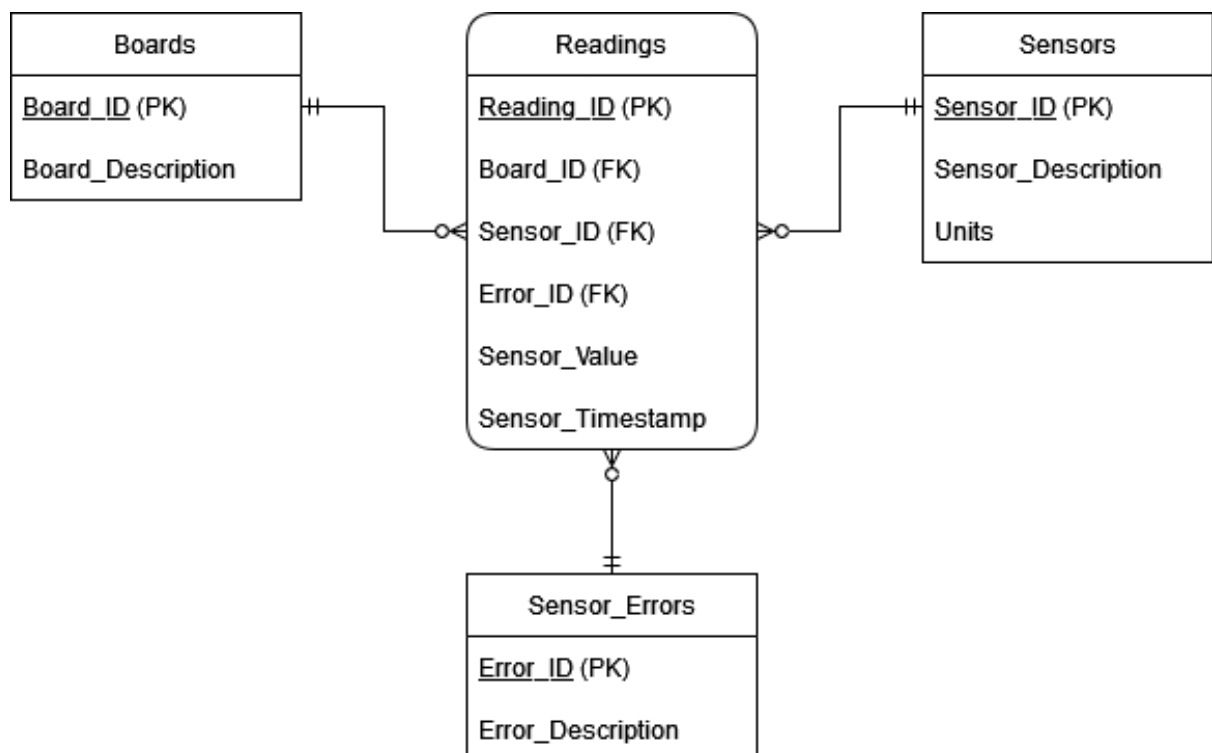 Boards
Board_ID (PK)
Board_Description
Readings
Reading_ID (PK)
Board_ID (FK)
Sensor_ID (FK)
Error_ID (FK)
Sensor_Value
Sensor_Timestamp
Sensors
Sensor_ID (PK)
Sensor_Description
Units
Sensor_Errors
Error_ID (PK)
Error_Description